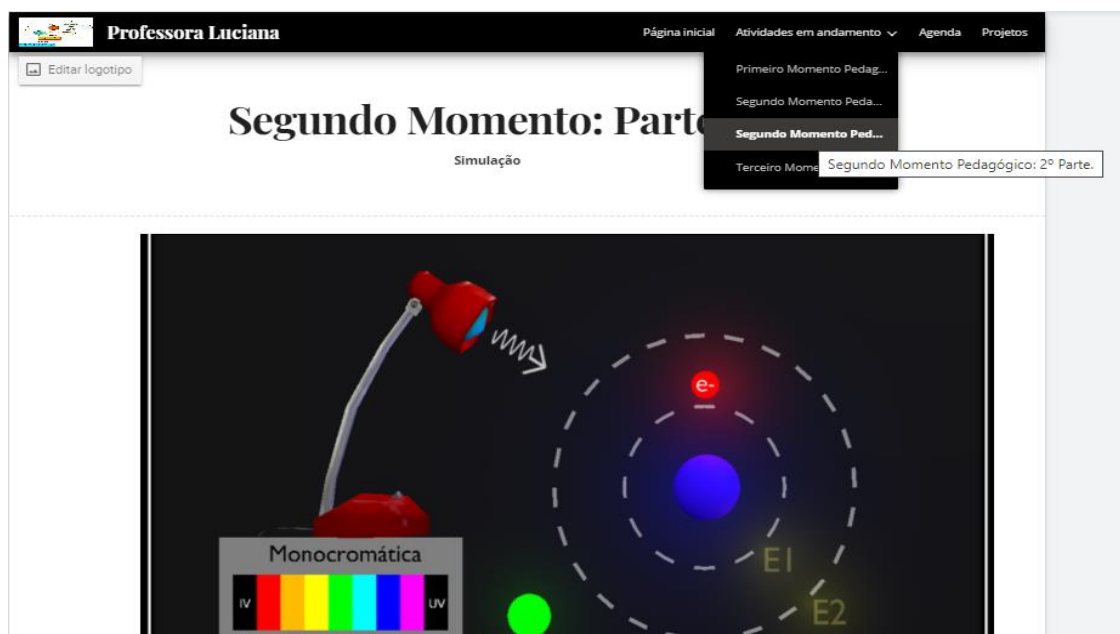 Professora Luciana
Página inicial
Atividades em andamento
Agenda
Projetos
Editar logotipo
Primeiro Momento Pedag...
Segundo Momento Peda...
Segundo Momento Ped...
Terceiro Mome
Segundo Momento Pedagógico: 2º Parte.
Segundo Momento: Parte
Simulação
e-
E1
E2
Monocromática
IV
UV